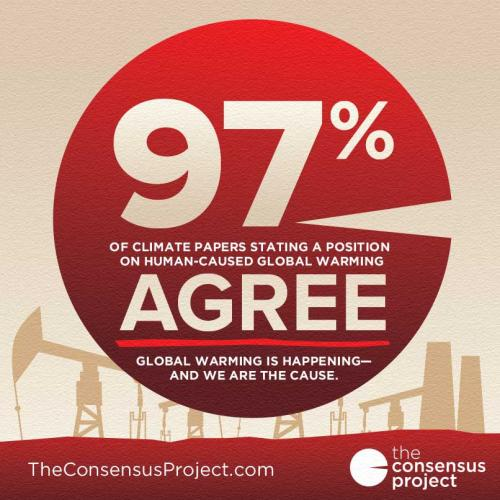 97%
OF CLIMATE PAPERS STATING A POSITION
ON HUMAN-CAUSED GLOBAL WARMING
AGREE
GLOBAL WARMING IS HAPPENING—
AND WE ARE THE CAUSE.
TheConsensusProject.com
the
consensus
project